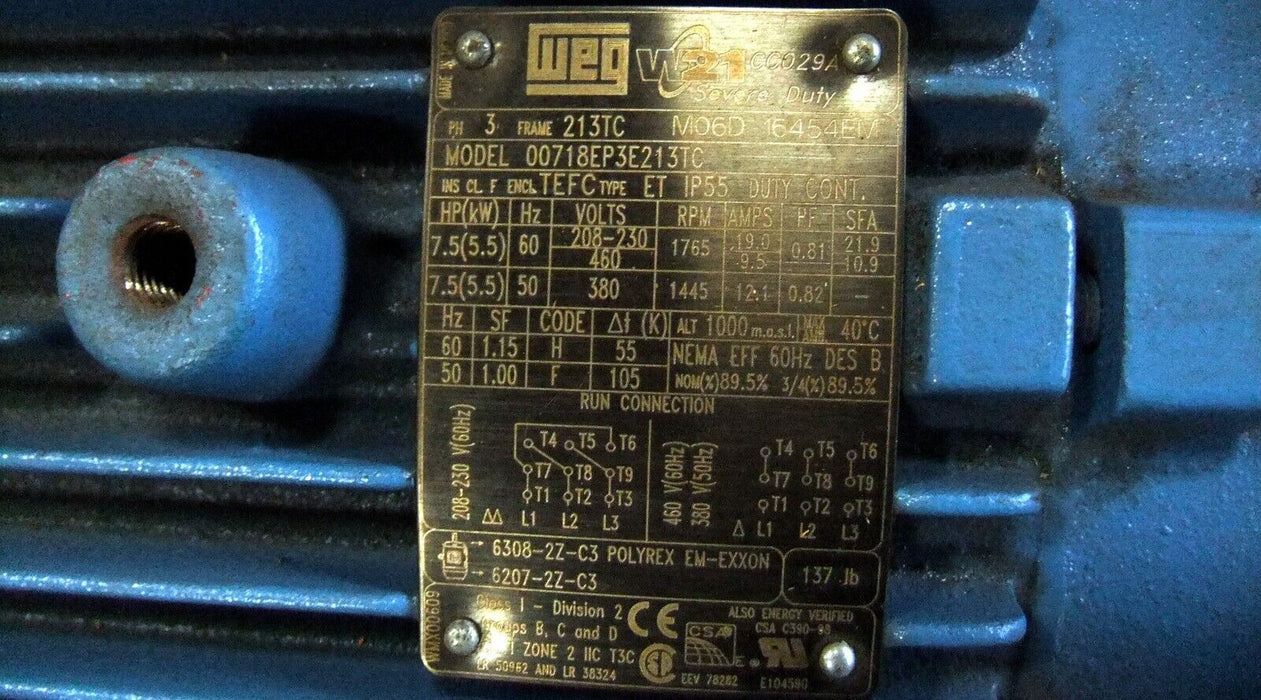 WEG W21 CC029A
Severe Duty
PH 3 FRAME 213TC MO6D 16454EM
MODEL 00718EP3E213TC
INS CL. F ENCL. TEFC TYPE ET IP55 DUTY CONT.
HP(kW) Hz VOLTS RPM AMPS PF SFA
7.5(5.5) 60 208-230 1765 19.0 0.81 21.9
460 9.5 10.9
7.5(5.5) 50 380 1445 12.1 0.82 —
Hz SF CODE Δt (K) ALT 1000 m.a.s.l. 40°C
60 1.15 H 55 NEMA EFF 60Hz DES B
50 1.00 F 105 NOM(%)89.5% 3/4(%)89.5%
RUN CONNECTION
208-230 V(60Hz)
T4 T5 T6
T7 T8 T9
T1 T2 T3
ΔΔ L1 L2 L3
460 V(60Hz)
380 V(50Hz)
T4 T5 T6
T7 T8 T9
T1 T2 T3
Δ L1 L2 L3
6308-2Z-C3 POLYREX EM-EXXON
6207-2Z-C3
137 lb
WMX00609
Class I - Division 2 CE ALSO ENERGY VERIFIED
B, C and D CSA CSA C390-98
ZONE 2 IIC T3C
LR 50962 AND LR 38324 EEV 78282 E104590